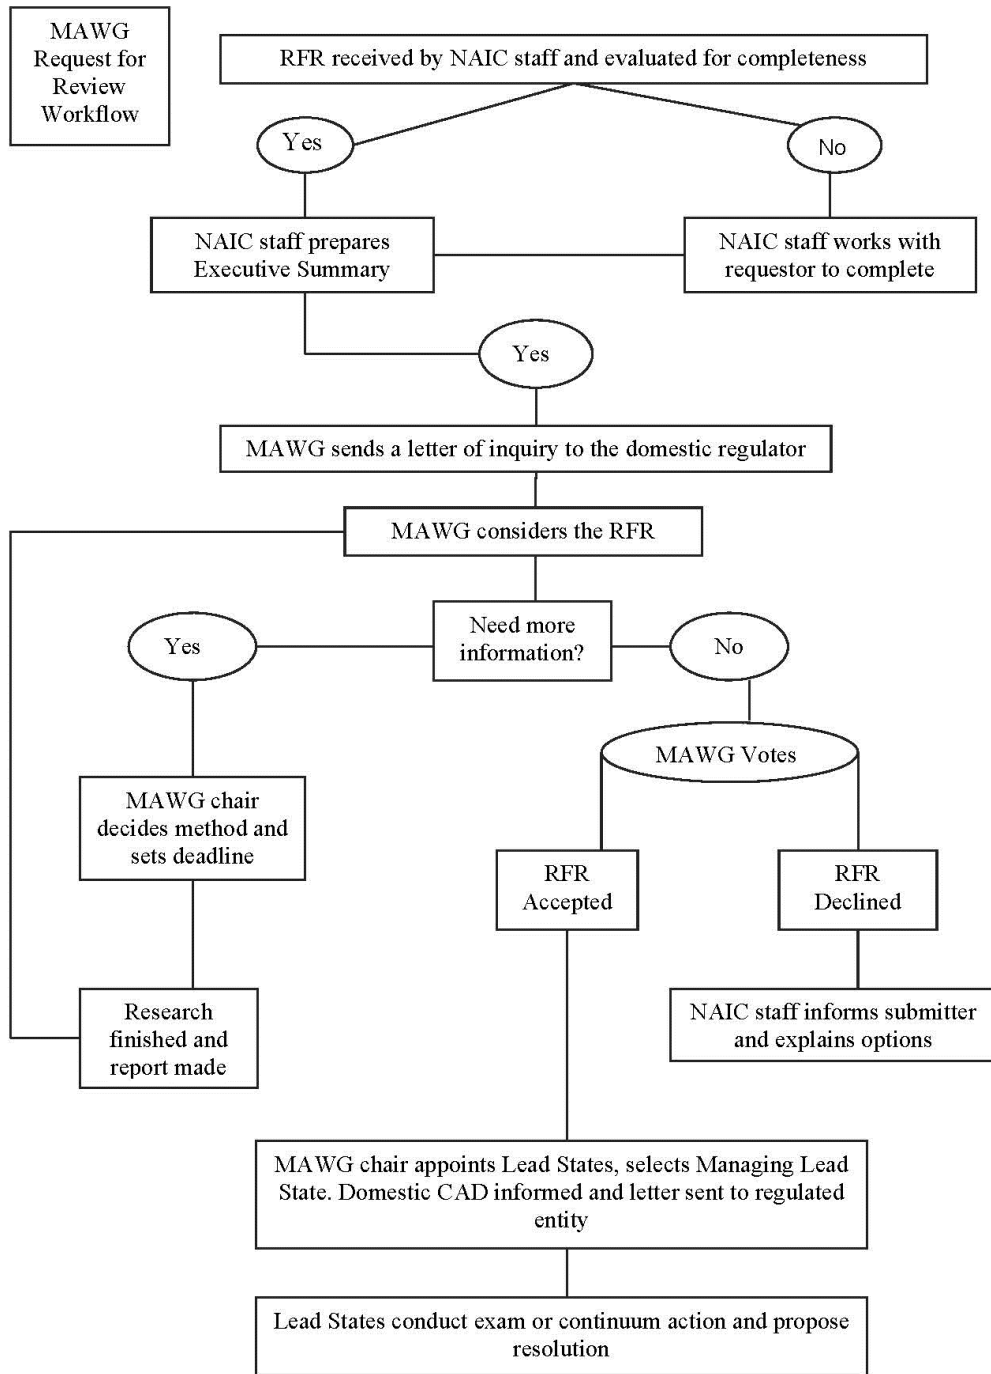 MAWG
Request for
Review
Workflow
RFR received by NAIC staff and evaluated for completeness
Yes
No
NAIC staff prepares
Executive Summary
NAIC staff works with
requestor to complete
Yes
MAWG sends a letter of inquiry to the domestic regulator
MAWG considers the RFR
Need more
information?
Yes
No
MAWG Votes
MAWG chair
decides method and
sets deadline
RFR
Accepted
RFR
Declined
Research
finished and
report made
NAIC staff informs submitter
and explains options
MAWG chair appoints Lead States, selects Managing Lead
State. Domestic CAD informed and letter sent to regulated
entity
Lead States conduct exam or continuum action and propose
resolution